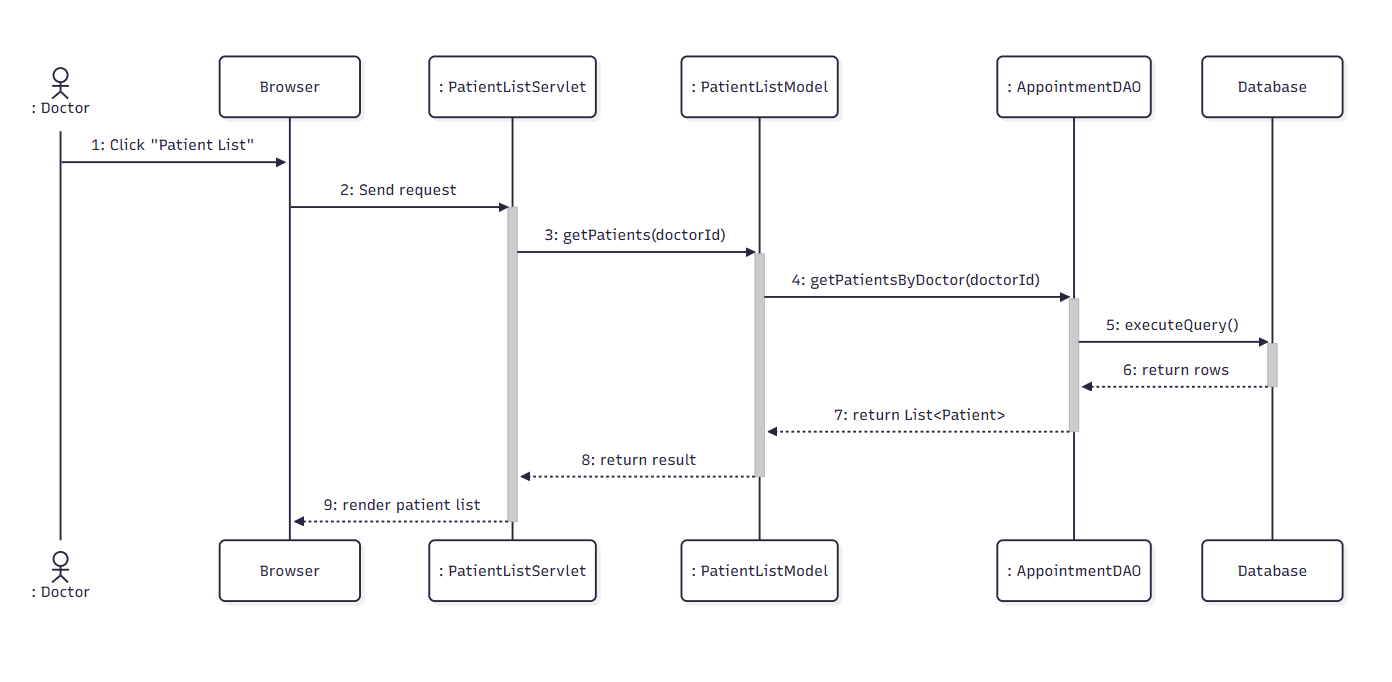 Browser
: PatientListServlet
: PatientListModel
: AppointmentDAO
Database
: Doctor
1: Click "Patient List"
2: Send request
3: getPatients(doctorId)
4: getPatientsByDoctor(doctorId)
5: executeQuery()
6: return rows
7: return List<Patient>
8: return result
9: render patient list
Browser
: PatientListServlet
: PatientListModel
: AppointmentDAO
Database
: Doctor